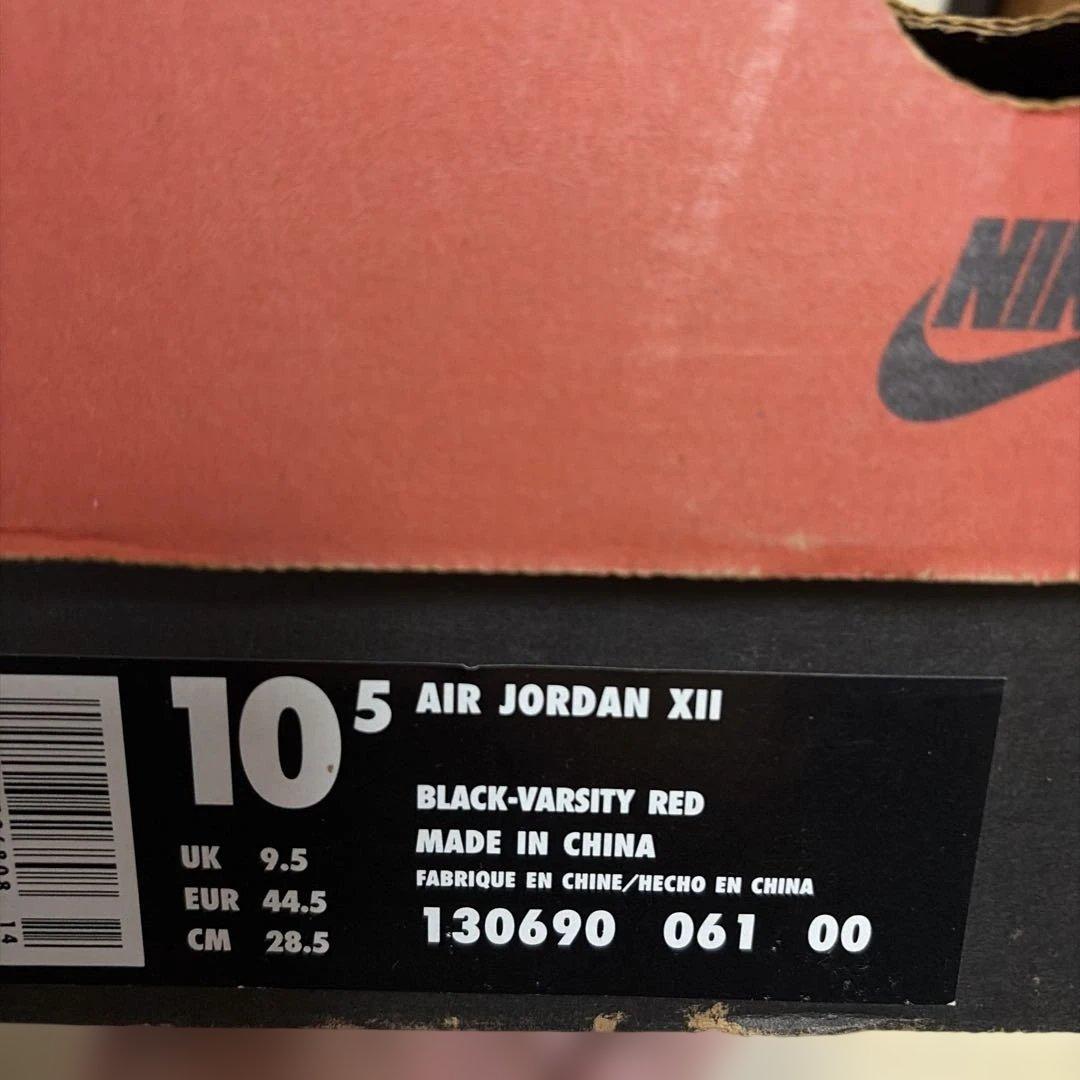 10 5 AIR JORDAN XII
BLACK-VARSITY RED
MADE IN CHINA
FABRIQUE EN CHINE/HECHO EN CHINA
130690 061 00
UK 9.5
EUR 44.5
CM 28.5
14